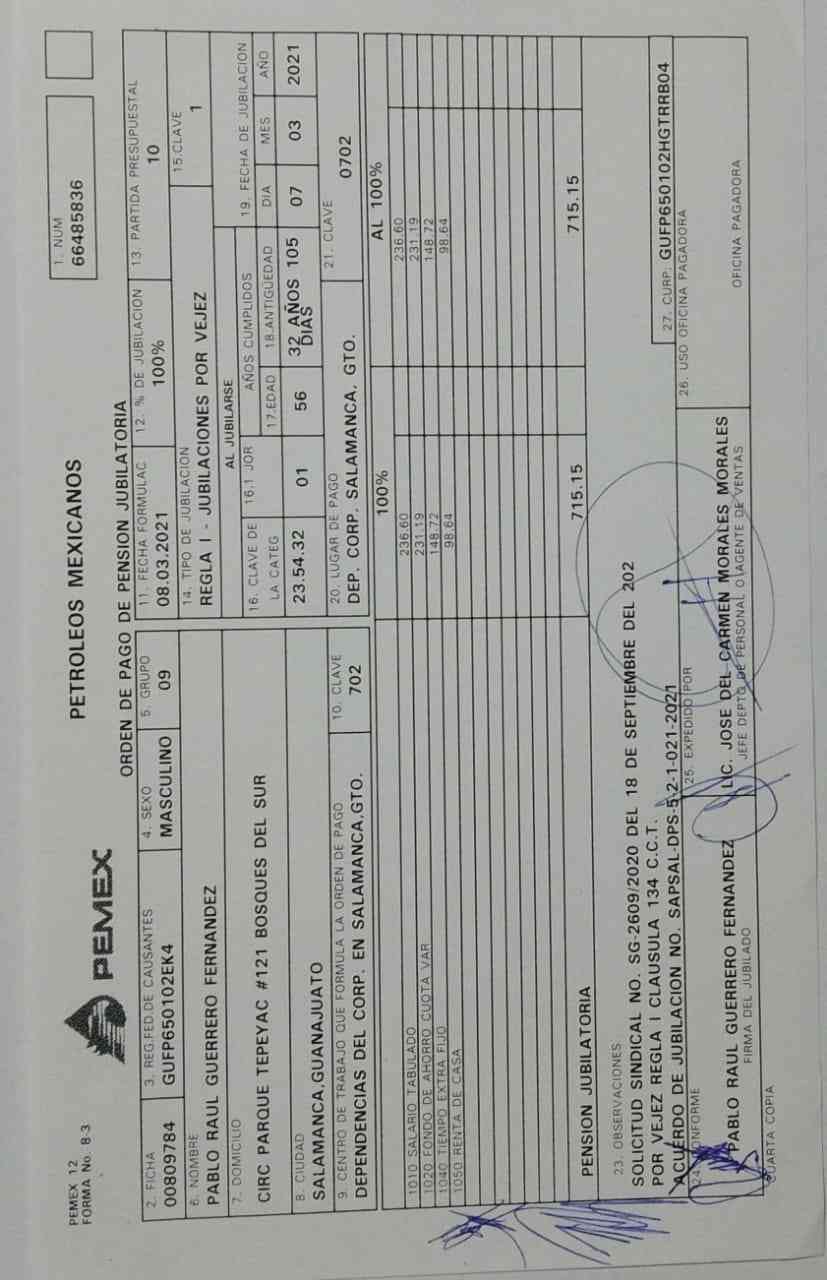 PEMEX 12
FORMA No. 8-3
PEMEX
PETROLEOS MEXICANOS
ORDEN DE PAGO DE PENSION JUBILATORIA
1. NUM
66485836
2. FICHA
00809784
3. REG.FED.DE CAUSANTES
GUFP650102EK4
4. SEXO
MASCULINO
5. GRUPO
09
6. NOMBRE
PABLO RAUL GUERRERO FERNANDEZ
7. DOMICILIO
CIRC PARQUE TEPEYAC #121 BOSQUES DEL SUR
8. CIUDAD
SALAMANCA,GUANAJUATO
9. CENTRO DE TRABAJO QUE FORMULA LA ORDEN DE PAGO
DEPENDENCIAS DEL CORP. EN SALAMANCA,GTO.
10. CLAVE
702
11. FECHA FORMULAC
08.03.2021
12. % DE JUBILACION
100%
13. PARTIDA PRESUPUESTAL
10
14. TIPO DE JUBILACION
REGLA I - JUBILACIONES POR VEJEZ
15.CLAVE
1
AL JUBILARSE
16. CLAVE DE LA CATEG
23.54.32
16.1 JOR
01
AÑOS CUMPLIDOS
17.EDAD
56
18.ANTIGÜEDAD
32 AÑOS 105
DIAS
19. FECHA DE JUBILACION
DIA MES AÑO
07 03 2021
20. LUGAR DE PAGO
DEP. CORP. SALAMANCA, GTO.
21. CLAVE
0702
100% AL 100%
1010 SALARIO TABULADO 236.60 236.60
1020 FONDO DE AHORRO CUOTA VAR 231.19 231.19
1040 TIEMPO EXTRA FIJO 148.72 148.72
1050 RENTA DE CASA 98.64 98.64
PENSION JUBILATORIA 715.15 715.15
23. OBSERVACIONES
SOLICITUD SINDICAL NO. SG-2609/2020 DEL 18 DE SEPTIEMBRE DEL 202
POR VEJEZ REGLA I CLAUSULA 134 C.C.T.
ACUERDO DE JUBILACION NO. SAPSAL-DPS-5-2-1-021-2021
27. CURP: GUFP650102HGTRRB04
24. CONFORME
PABLO RAUL GUERRERO FERNANDEZ
FIRMA DEL JUBILADO
25. EXPEDIDO POR
LIC. JOSE DEL CARMEN MORALES MORALES
JEFE DEPTO DE PERSONAL O AGENTE DE VENTAS
26. USO OFICINA PAGADORA
OFICINA PAGADORA
CUARTA COPIA